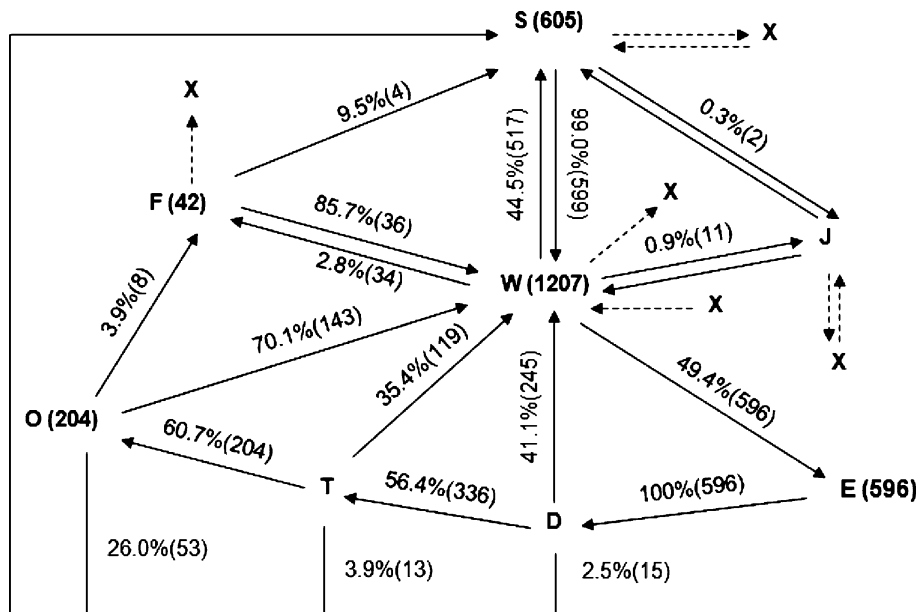 S (605)
X
X
9.5%(4)
44.5%(517)
99.0%(599)
0.3%(2)
F (42)
X
85.7%(36)
2.8%(34)
0.9%(11)
J
W (1207)
X
3.9%(8)
70.1%(143)
35.4%(119)
41.1%(245)
49.4%(596)
X
O (204)
60.7%(204)
T
56.4%(336)
D
100%(596)
E (596)
26.0%(53)
3.9%(13)
2.5%(15)